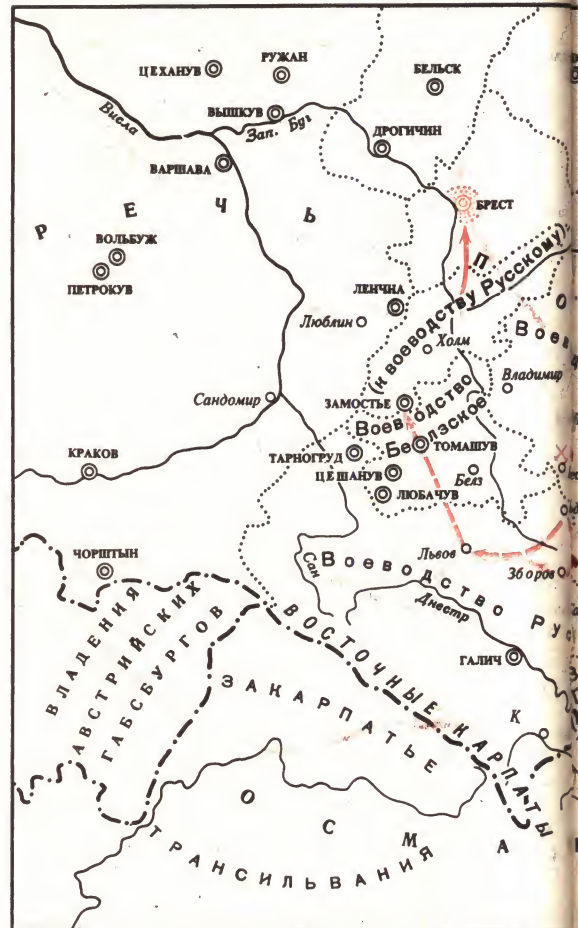 ЦЕХАНУВ
РУЖАН
БЕЛЬСК
ВЫШКУВ
Висла
Зап. Буг
ДРОГИЧИН
ВАРШАВА
БРЕСТ
РЕЧЬ
П
О
ВОЛЬБУЖ
ПЕТРОКУВ
ЛЕНЧНА
Люблин
(к воеводству Русскому)
Холм
Воев
Владимир
Сандомир
ЗАМОСТЬЕ
Воеводство
Белзское
ТАРНОГРУД
ТОМАШУВ
ЦЕШАНУВ
Белз
ЛЮБАЧУВ
КРАКОВ
Львов
Сан
Воеводство Рус
Зборов
ЧОРШТЫН
Днестр
ГАЛИЧ
ВЛАДЕНИЯ
АВСТРИЙСКИХ
ГАБСБУРГОВ
ВОСТОЧНЫЕ КАРПАТЫ
ЗАКАРПАТЬЕ
К
ОСМА
ТРАНСИЛЬВАНИЯ